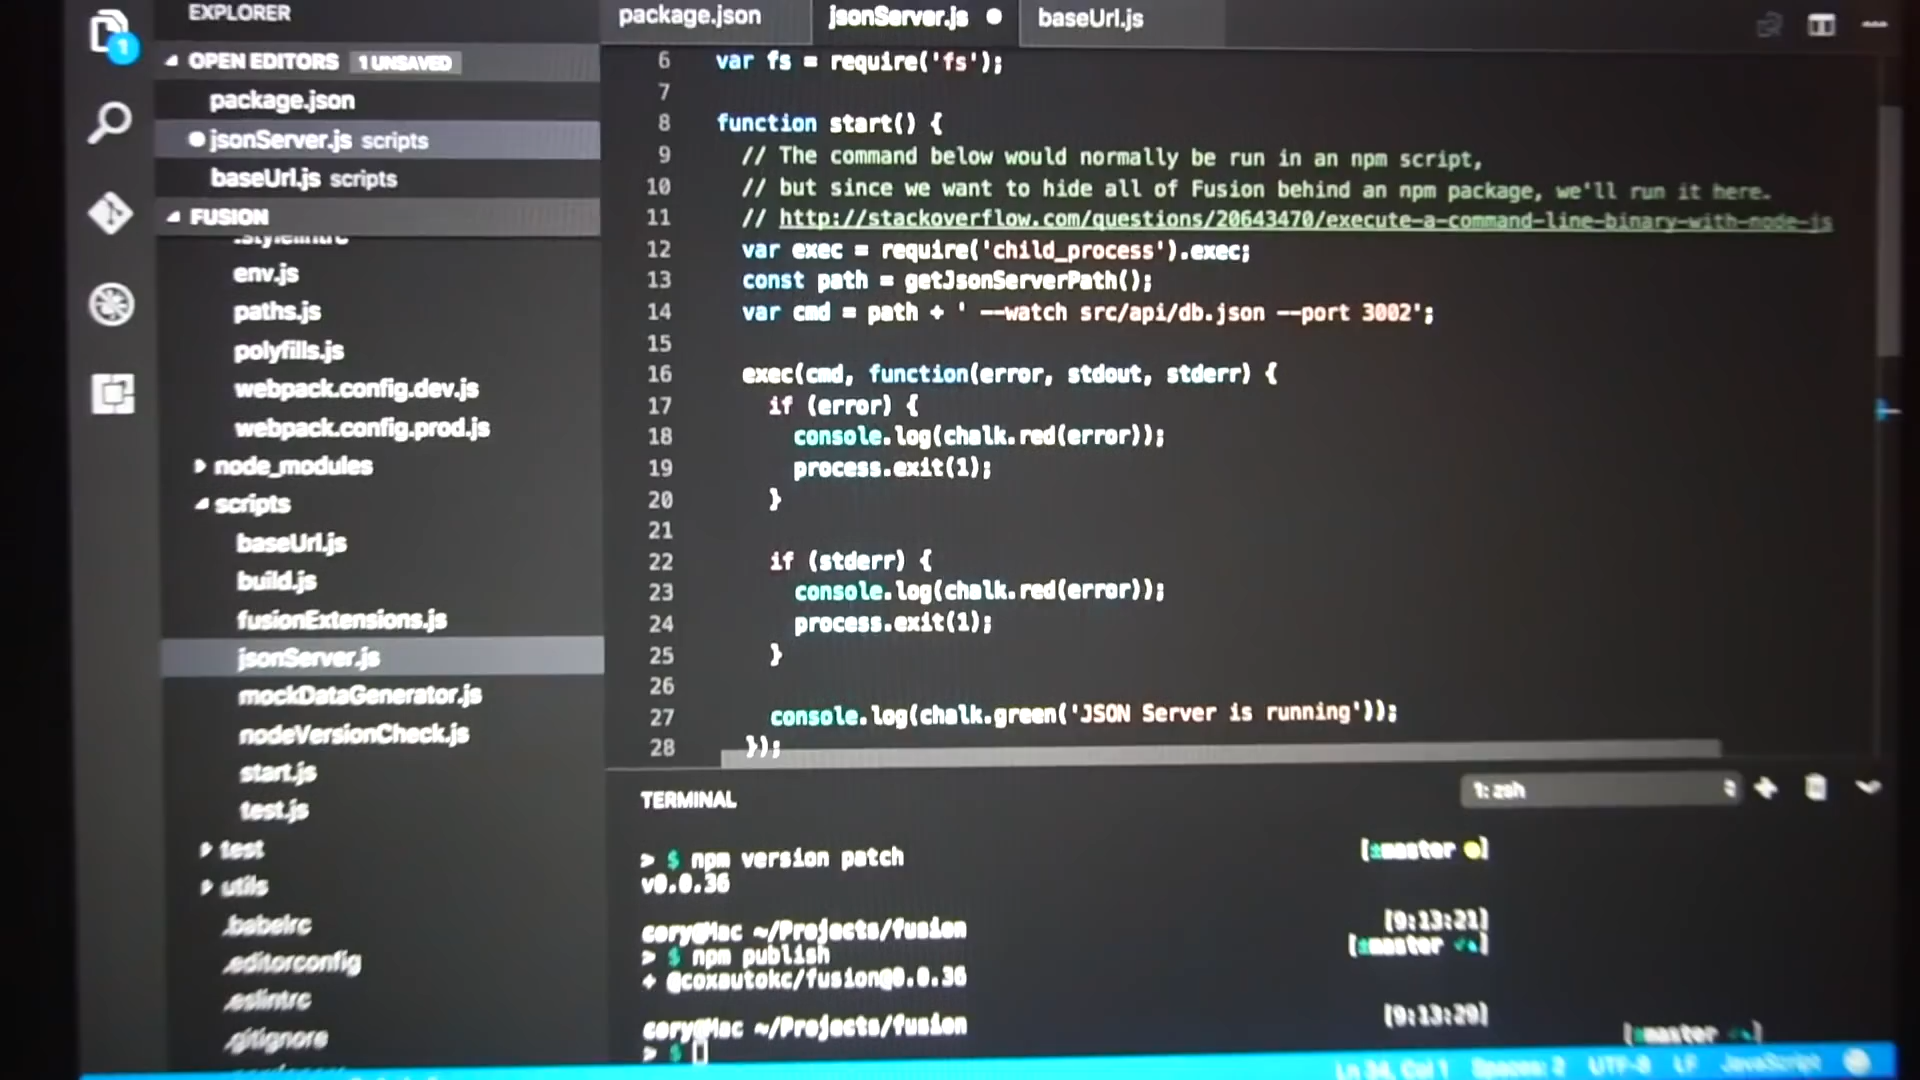 EXPLORER
OPEN EDITORS 1 UNSAVED
package.json
jsonServer.js scripts
baseUrl.js scripts
FUSION
.stylelintrc
env.js
paths.js
polyfills.js
webpack.config.dev.js
webpack.config.prod.js
node_modules
scripts
baseUrl.js
build.js
fusionExtensions.js
jsonServer.js
mockDataGenerator.js
nodeVersionCheck.js
start.js
test.js
test
utils
.babelrc
.editorconfig
.eslintrc
.gitignore
1
package.json jsonServer.js baseUrl.js
6 var fs = require('fs');
7
8 function start() {
9 // The command below would normally be run in an npm script,
10 // but since we want to hide all of Fusion behind an npm package, we'll run it here.
11 // http://stackoverflow.com/questions/20643470/execute-a-command-line-binary-with-node-js
12 var exec = require('child_process').exec;
13 const path = getJsonServerPath();
14 var cmd = path + ' --watch src/api/db.json --port 3002';
15
16 exec(cmd, function(error, stdout, stderr) {
17 if (error) {
18 console.log(chalk.red(error));
19 process.exit(1);
20 }
21
22 if (stderr) {
23 console.log(chalk.red(error));
24 process.exit(1);
25 }
26
27 console.log(chalk.green('JSON Server is running'));
28 });
TERMINAL 1: zsh
> $ npm version patch [±master ●]
v0.0.36
cory@Mac ~/Projects/fusion [9:13:21]
> $ npm publish [±master
+ @coxautokc/fusion@0.0.36
cory@Mac ~/Projects/fusion [9:13:29]
> $ [±master
Ln 34, Col 1 Spaces: 2 UTF-8 LF JavaScript